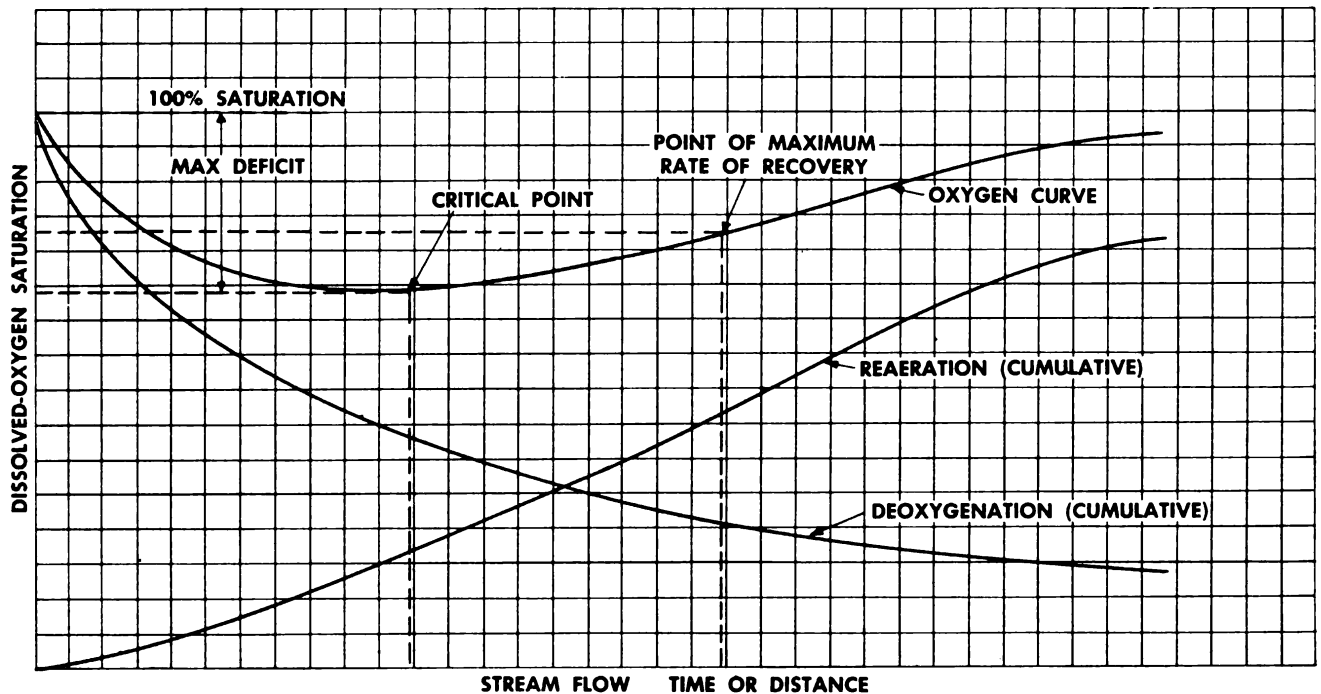 100% SATURATION
MAX DEFICIT
CRITICAL POINT
POINT OF MAXIMUM
RATE OF RECOVERY
OXYGEN CURVE
REAERATION (CUMULATIVE)
DEOXYGENATION (CUMULATIVE)
DISSOLVED-OXYGEN SATURATION
STREAM FLOW TIME OR DISTANCE